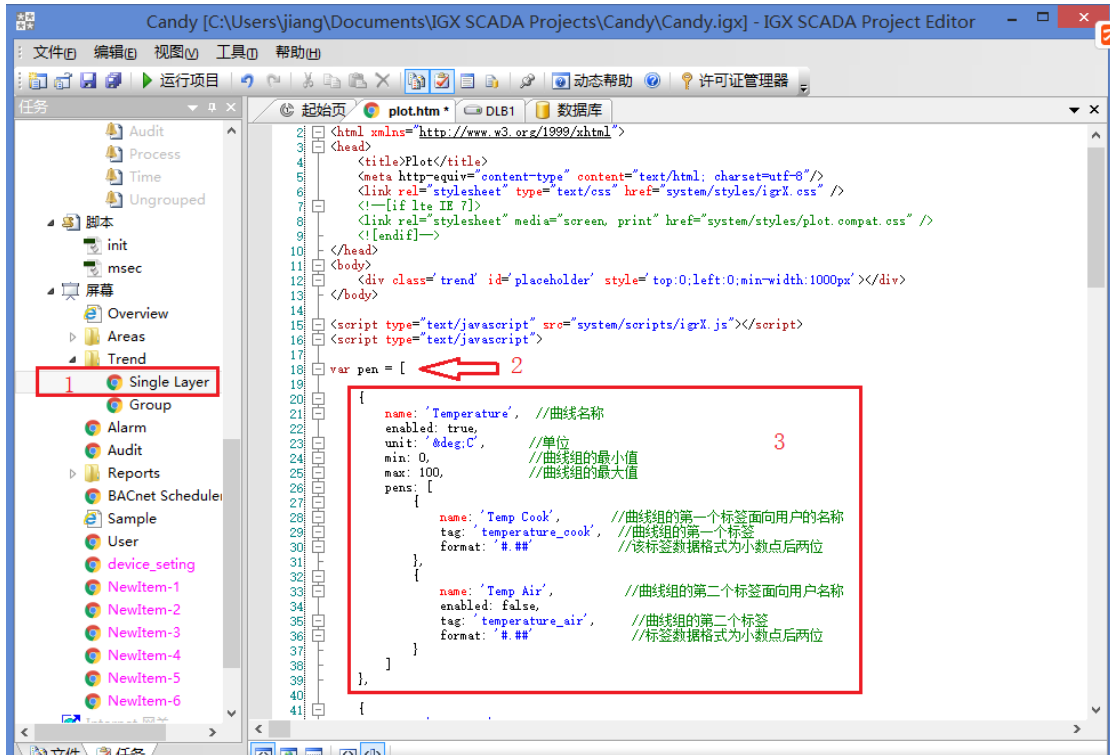 Candy [C:\Users\jiang\Documents\IGX SCADA Projects\Candy\Candy.igx] - IGX SCADA Project Editor
文件(F) 编辑(E) 视图(V) 工具(T) 帮助(H)
运行项目 动态帮助 许可证管理器
任务
起始页 plot.htm * DLB1 数据库
Audit
Process
Time
Ungrouped
脚本
init
msec
屏幕
Overview
Areas
Trend
1 Single Layer
Group
Alarm
Audit
Reports
BACnet Scheduler
Sample
User
device_seting
NewItem-1
NewItem-2
NewItem-3
NewItem-4
NewItem-5
NewItem-6
文件 任务
2 <html xmlns="http://www.w3.org/1999/xhtml">
3 <head>
4 <title>Plot</title>
5 <meta http-equiv="content-type" content="text/html; charset=utf-8"/>
6 <link rel="stylesheet" type="text/css" href="system/styles/igrX.css" />
7 <!--[if lte IE 7]>
8 <link rel="stylesheet" media="screen, print" href="system/styles/plot.compat.css" />
9 <![endif]-->
10 </head>
11 <body>
12 <div class='trend' id='placeholder' style='top:0;left:0;min-width:1000px'></div>
13 </body>
14
15 <script type="text/javascript" src="system/scripts/igrX.js"></script>
16 <script type="text/javascript">
17
18 var pen = [ 2
19
20 {
21 name: 'Temperature', //曲线名称
22 enabled: true,
23 unit: '&deg;C', //单位 3
24 min: 0, //曲线组的最小值
25 max: 100, //曲线组的最大值
26 pens: [
27 {
28 name: 'Temp Cook', //曲线组的第一个标签面向用户的名称
29 tag: 'temperature_cook', //曲线组的第一个标签
30 format: '#.##' //该标签数据格式为小数点后两位
31 },
32 {
33 name: 'Temp Air', //曲线组的第二个标签面向用户名称
34 enabled: false,
35 tag: 'temperature_air', //曲线组的第二个标签
36 format: '#.##' //标签数据格式为小数点后两位
37 }
38 ]
39 },
40
41 {